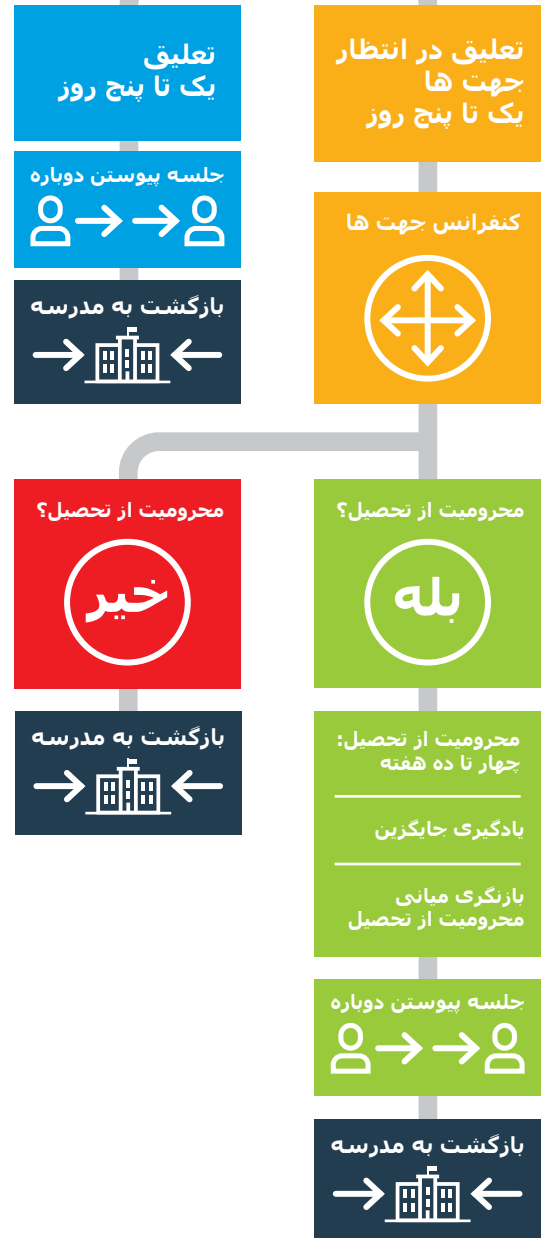 تعلیق در انتظار
جهت ها
یک تا پنج روز
کنفرانس جهت ها
تعلیق
یک تا پنج روز
جلسه پیوستن دوباره
بازگشت به مدرسه
محرومیت از تحصیل؟
بله
محرومیت از تحصیل:
چهار تا ده هفته
یادگیری جایگزین
بازنگری میانی
محرومیت از تحصیل
جلسه پیوستن دوباره
بازگشت به مدرسه
محرومیت از تحصیل؟
خیر
بازگشت به مدرسه